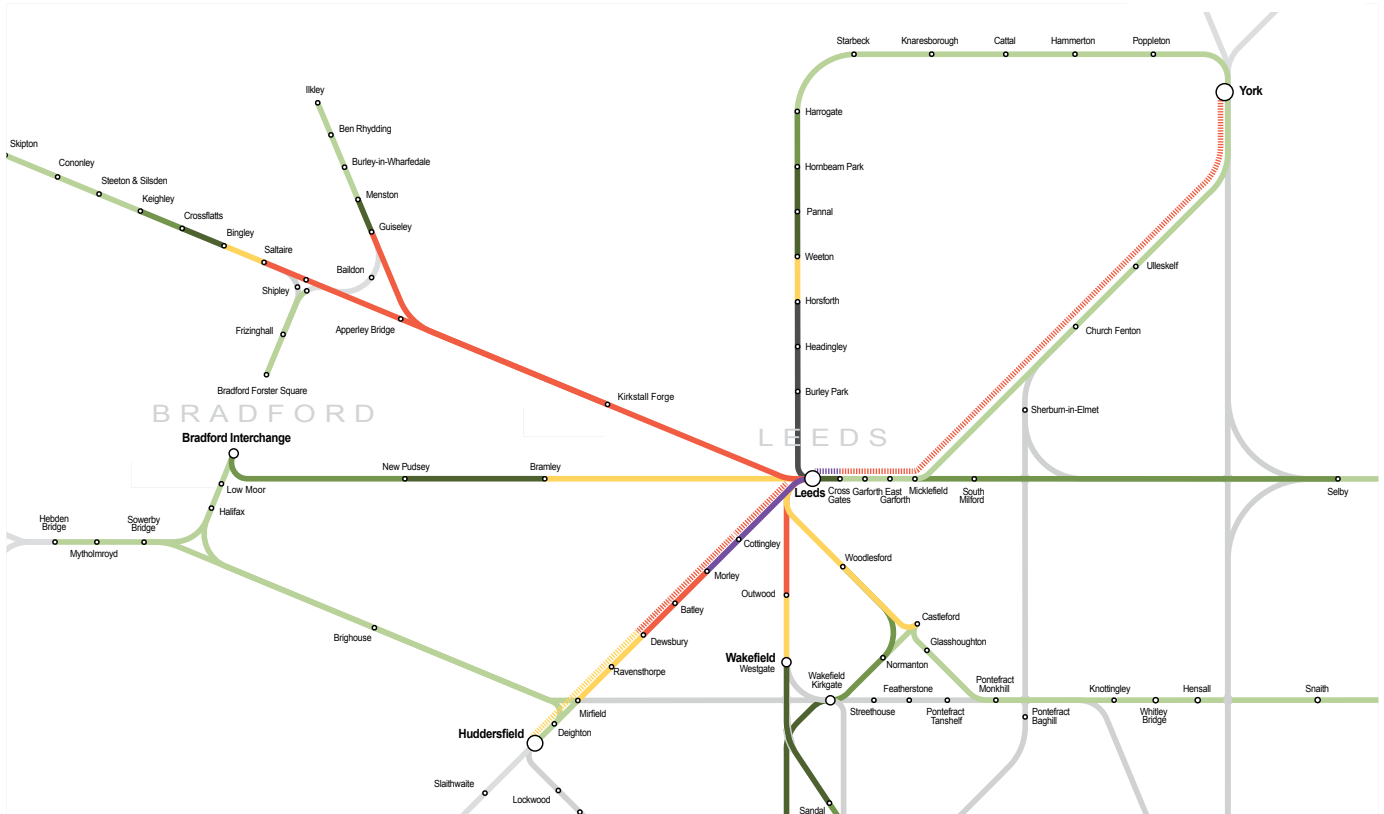 Starbeck
Knaresborough
Cattal
Hammerton
Poppleton
York
Ilkley
Ben Rhydding
Burley-in-Wharfedale
Menston
Guiseley
Baildon
Skipton
Cononley
Steeton & Silsden
Keighley
Crossflatts
Bingley
Saltaire
Shipley
Frizinghall
Bradford Forster Square
Apperley Bridge
Kirkstall Forge
Harrogate
Hornbeam Park
Pannal
Weeton
Horsforth
Headingley
Burley Park
Ulleskelf
Church Fenton
Sherburn-in-Elmet
BRADFORD
Bradford Interchange
LEEDS
Leeds
New Pudsey
Bramley
Cross
Gates
Garforth
East
Garforth
Micklefield
South
Milford
Selby
Low Moor
Halifax
Hebden
Bridge
Mytholmroyd
Sowerby
Bridge
Brighouse
Cottingley
Morley
Batley
Dewsbury
Ravensthorpe
Mirfield
Deighton
Huddersfield
Slaithwaite
Lockwood
Woodlesford
Outwood
Castleford
Glasshoughton
Normanton
Wakefield
Westgate
Wakefield
Kirkgate
Streethouse
Featherstone
Pontefract
Tanshelf
Pontefract
Monkhill
Pontefract
Baghill
Knottingley
Whitley
Bridge
Hensall
Snaith
Sandal